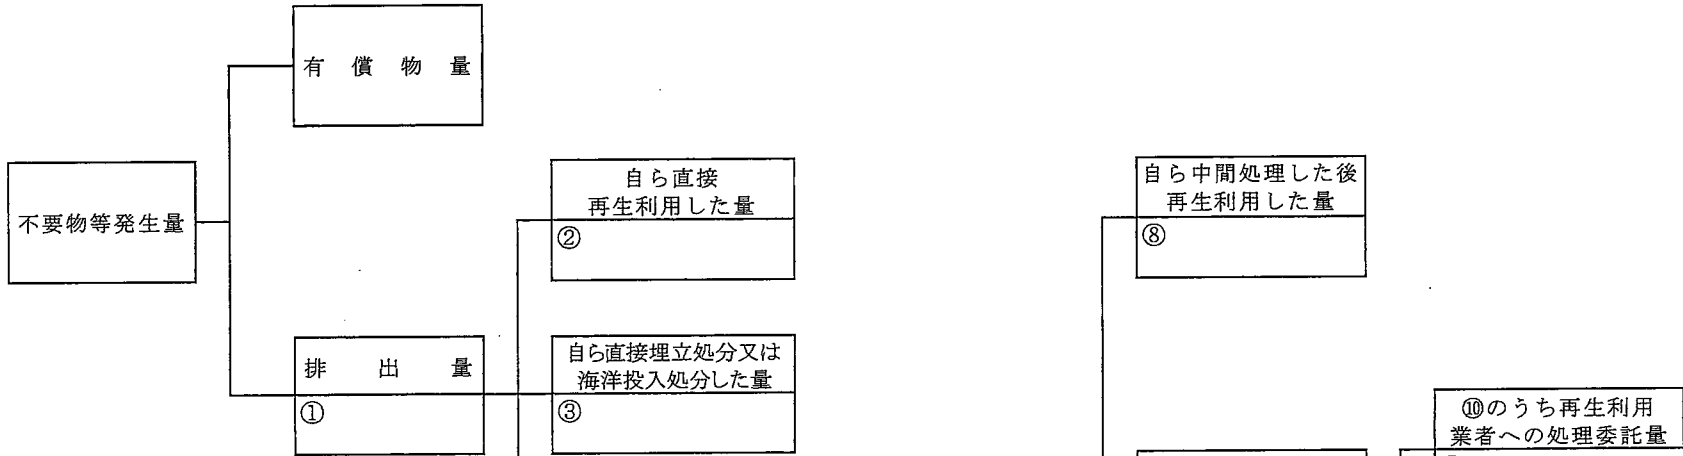 有償物量
不要物等発生量
自ら直接
再生利用した量
②
自ら中間処理した後
再生利用した量
⑧
排出量
①
自ら直接埋立処分又は
海洋投入処分した量
③
⑩のうち再生利用
業者への処理委託量